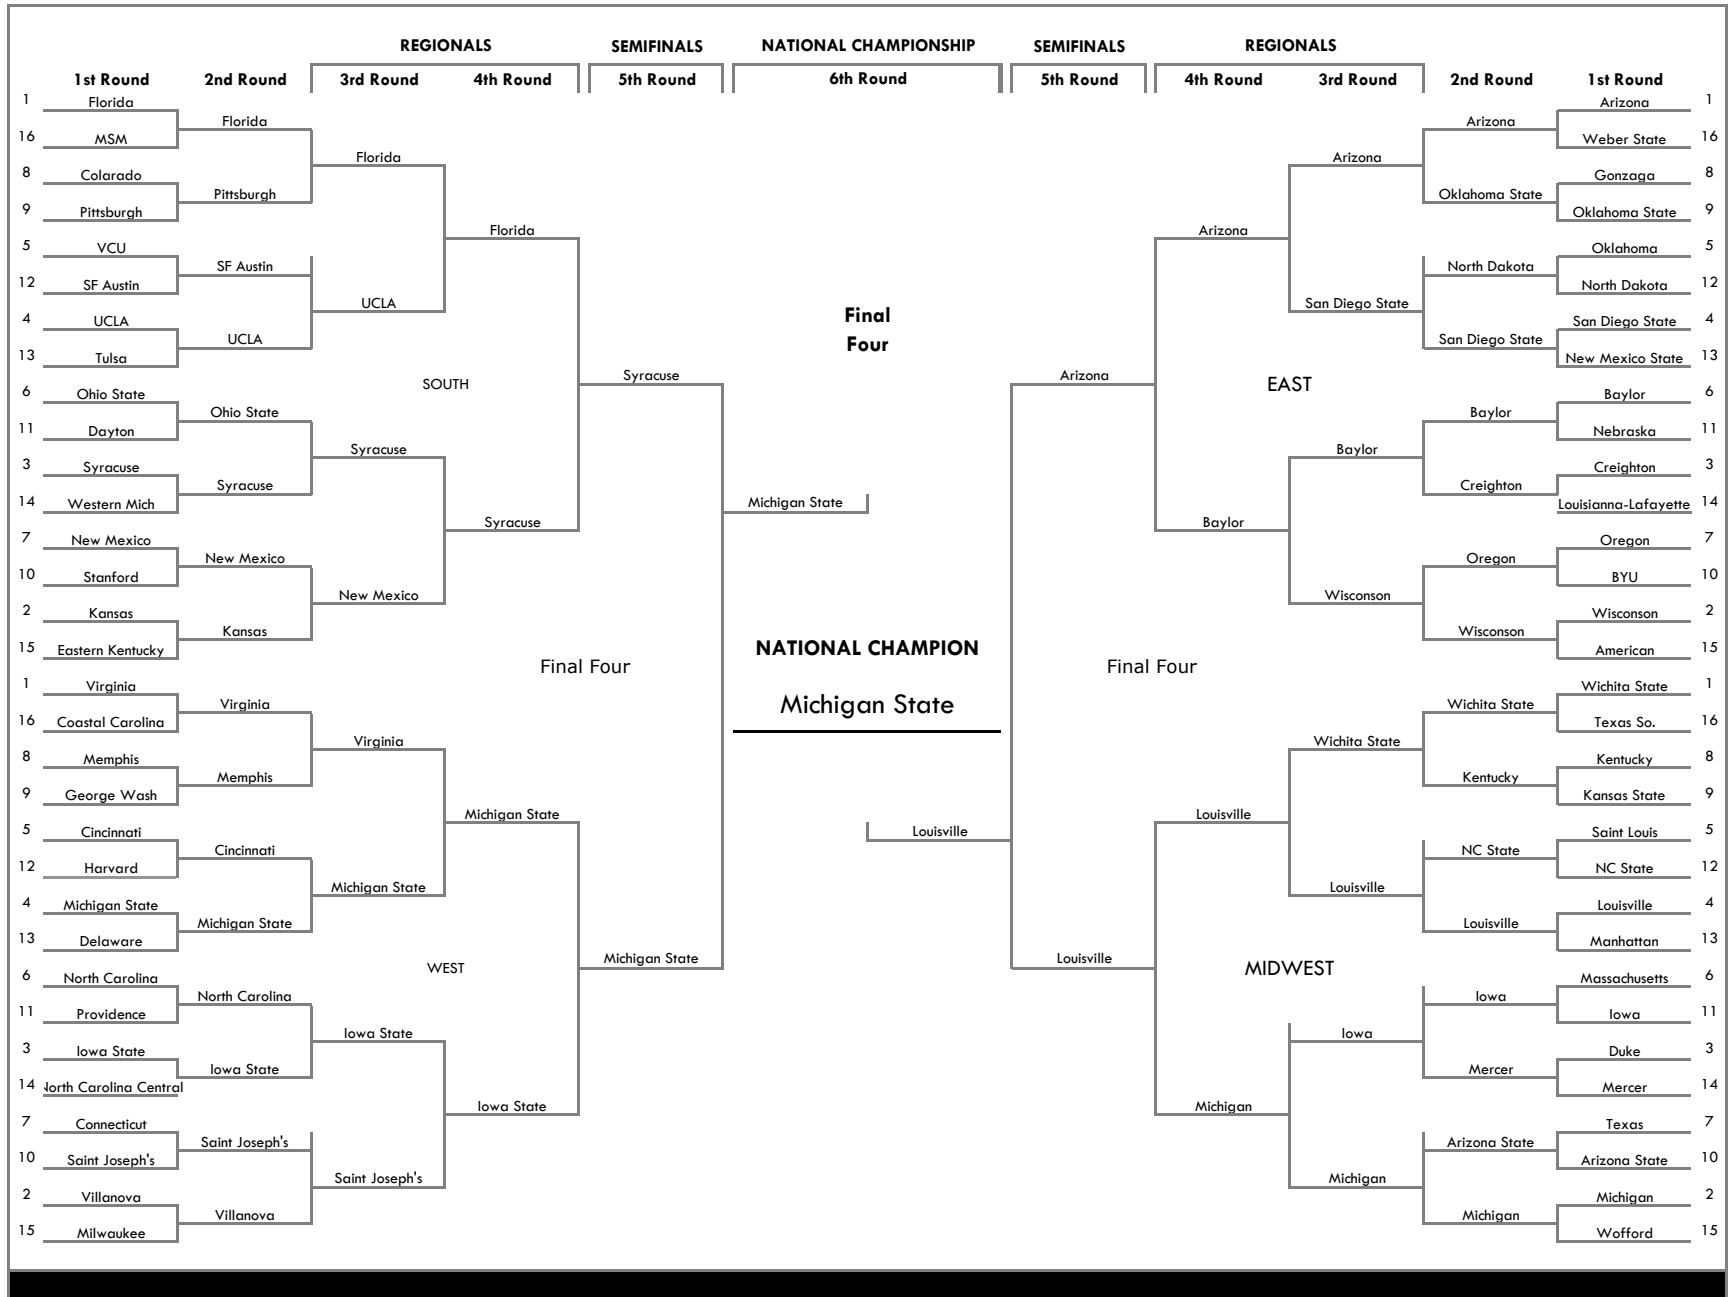 REGIONALS SEMIFINALS NATIONAL CHAMPIONSHIP SEMIFINALS REGIONALS
1st Round 2nd Round 3rd Round 4th Round 5th Round 6th Round 5th Round 4th Round 3rd Round 2nd Round 1st Round
1 Florida Arizona 1
Florida Arizona
16 MSM Weber State 16
Florida Arizona
8 Colarado Gonzaga 8
Pittsburgh Oklahoma State
9 Pittsburgh Oklahoma State 9
Florida Arizona
5 VCU Oklahoma 5
SF Austin North Dakota
12 SF Austin North Dakota 12
UCLA San Diego State
Final
4 UCLA San Diego State 4
UCLA San Diego State
Four
13 Tulsa New Mexico State 13
Syracuse Arizona
SOUTH EAST
6 Ohio State Baylor 6
Ohio State Baylor
11 Dayton Nebraska 11
Syracuse Baylor
3 Syracuse Creighton 3
Syracuse Creighton
14 Western Mich Michigan State Louisianna-Lafayette 14
Syracuse Baylor
7 New Mexico Oregon 7
New Mexico Oregon
10 Stanford BYU 10
New Mexico Wisconson
2 Kansas Wisconson 2
Kansas Wisconson
15 Eastern Kentucky NATIONAL CHAMPION American 15
Final Four Final Four
1 Virginia Wichita State 1
Virginia Michigan State Wichita State
16 Coastal Carolina Texas So. 16
Virginia Wichita State
8 Memphis Kentucky 8
Memphis Kentucky
9 George Wash Kansas State 9
Michigan State Louisville
5 Cincinnati Louisville Saint Louis 5
Cincinnati NC State
12 Harvard NC State 12
Michigan State Louisville
4 Michigan State Louisville 4
Michigan State Louisville
13 Delaware Manhattan 13
Michigan State Louisville
WEST MIDWEST
6 North Carolina Massachusetts 6
North Carolina Iowa
11 Providence Iowa 11
Iowa State Iowa
3 Iowa State Duke 3
Iowa State Mercer
14 North Carolina Central Mercer 14
Iowa State Michigan
7 Connecticut Texas 7
Saint Joseph's Arizona State
10 Saint Joseph's Arizona State 10
Saint Joseph's Michigan
2 Villanova Michigan 2
Villanova Michigan
15 Milwaukee Wofford 15